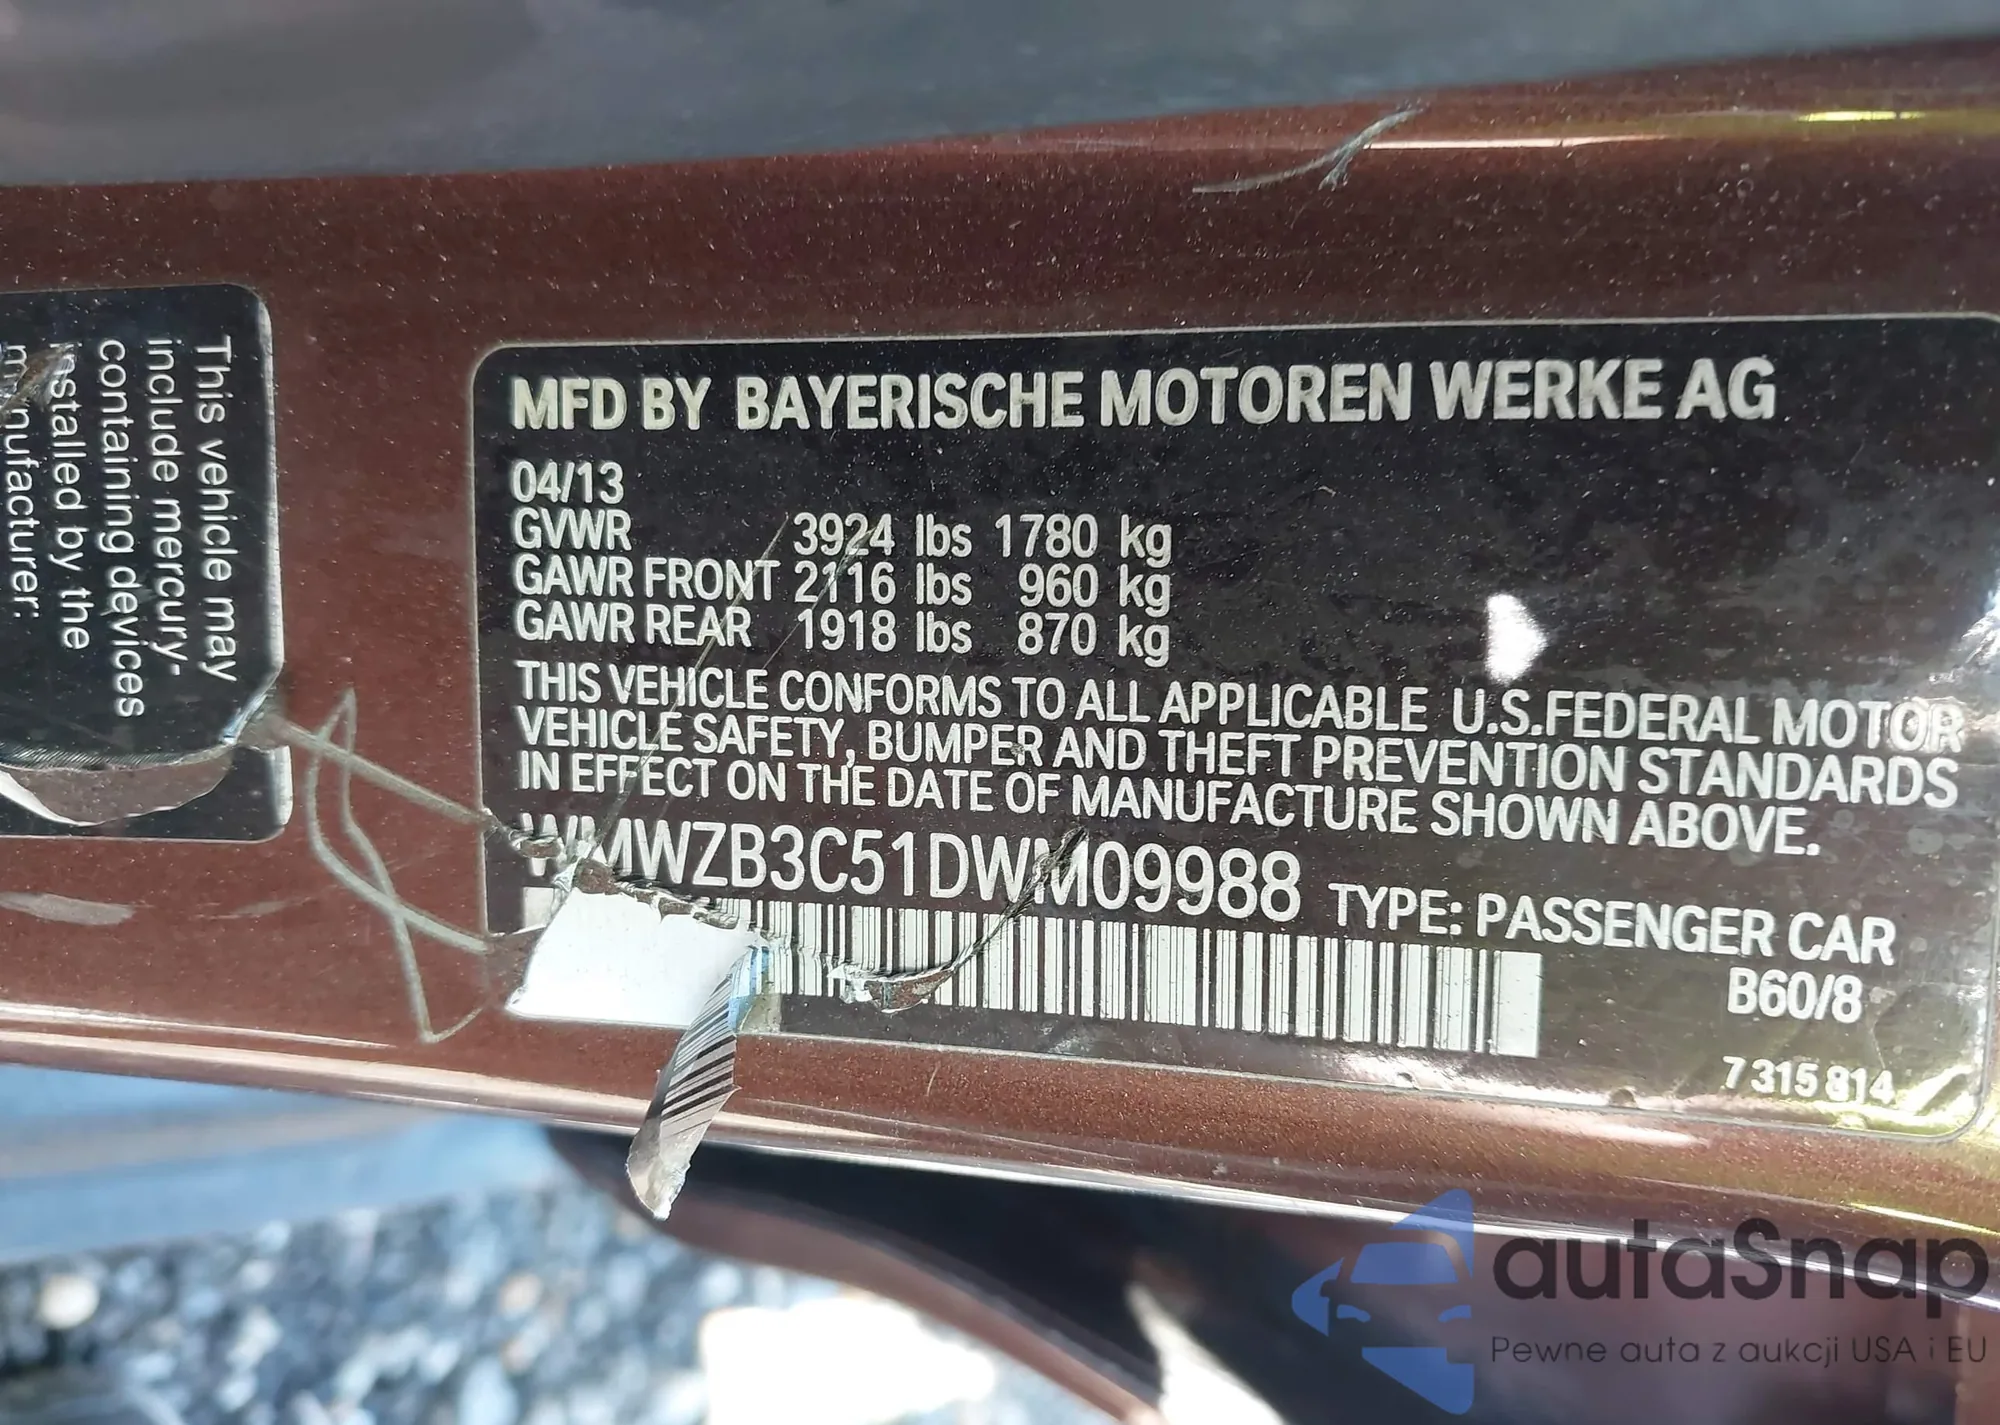 This vehicle may
include mercury-
containing devices
installed by the
manufacturer:
MFD BY BAYERISCHE MOTOREN WERKE AG
04/13
GVWR 3924 lbs 1780 kg
GAWR FRONT 2116 lbs 960 kg
GAWR REAR 1918 lbs 870 kg
THIS VEHICLE CONFORMS TO ALL APPLICABLE U.S.FEDERAL MOTOR
VEHICLE SAFETY, BUMPER AND THEFT PREVENTION STANDARDS
IN EFFECT ON THE DATE OF MANUFACTURE SHOWN ABOVE.
WMWZB3C51DWM09988 TYPE: PASSENGER CAR
B60/8
7 315 814
autaSnap
Pewne auta z aukcji USA i EU